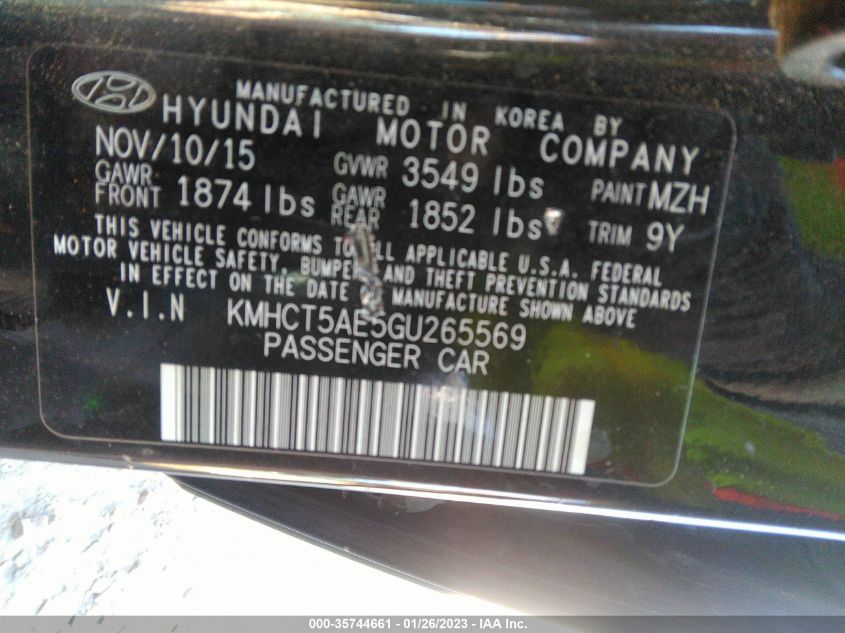 MANUFACTURED IN KOREA BY
HYUNDAI MOTOR COMPANY
NOV/10/15 GVWR 3549 lbs PAINT MZH
GAWR FRONT 1874 lbs GAWR REAR 1852 lbs TRIM 9Y
THIS VEHICLE CONFORMS TO ALL APPLICABLE U.S.A. FEDERAL
MOTOR VEHICLE SAFETY, BUMPER, AND THEFT PREVENTION STANDARDS
IN EFFECT ON THE DATE OF MANUFACTURE SHOWN ABOVE
V.I.N KMHCT5AE5GU265569
PASSENGER CAR
000-35744661 - 01/26/2023 - IAA Inc.